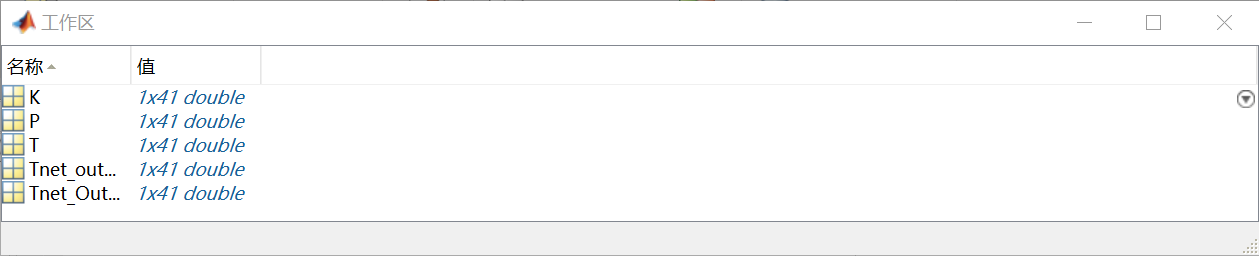 工作区
名称 值
K 1x41 double
P 1x41 double
T 1x41 double
Tnet_out... 1x41 double
Tnet_Out... 1x41 double